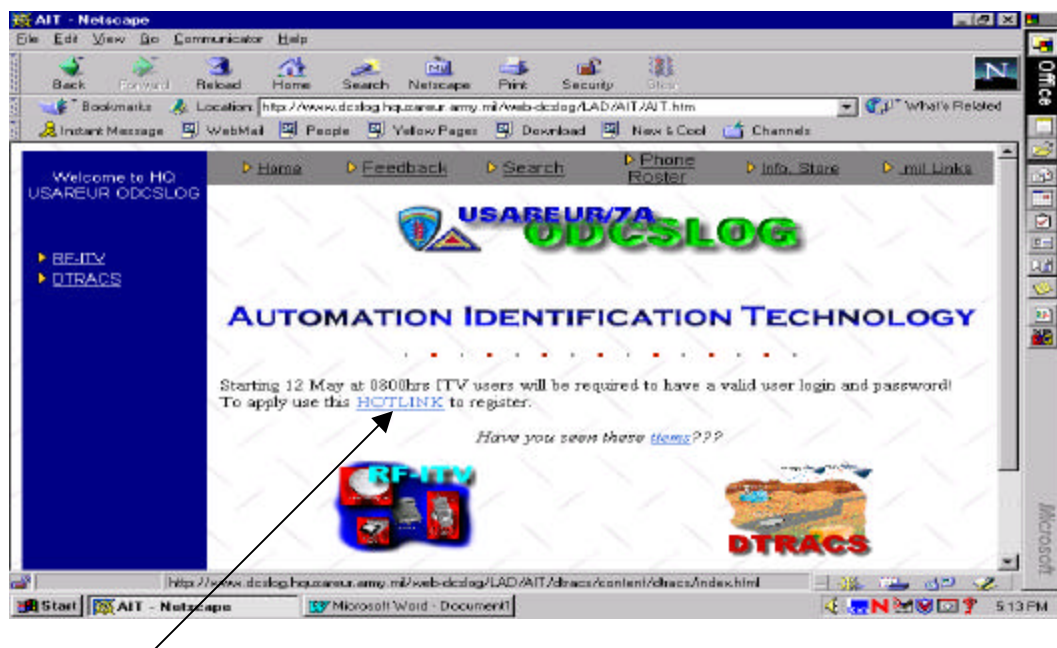 AIT - Netscape
File Edit View Go Communicator Help
Back Forward Reload Home Search Netscape Print Security Stop
Bookmarks Location: http://www.dcslog.hqusareur.army.mil/web-dcslog/LAD/AIT/AIT.htm What's Related
Instant Message WebMail People Yellow Pages Download New & Cool Channels
Welcome to HQ
USAREUR ODCSLOG
RF-ITV
DTRACS
Home Feedback Search Phone Roster Info. Store .mil Links
USAREUR/7A
ODCSLOG
AUTOMATION IDENTIFICATION TECHNOLOGY
Starting 12 May at 0800hrs ITV users will be required to have a valid user login and password!
To apply use this HOTLINK to register.
Have you seen these items???
RF-ITV
DTRACS
http://www.dcslog.hqusareur.army.mil/web-dcslog/LAD/AIT/dtracs/content/dtracs/index.html
Start AIT - Netscape Microsoft Word - Document1 5:13 PM
Office
Microsoft